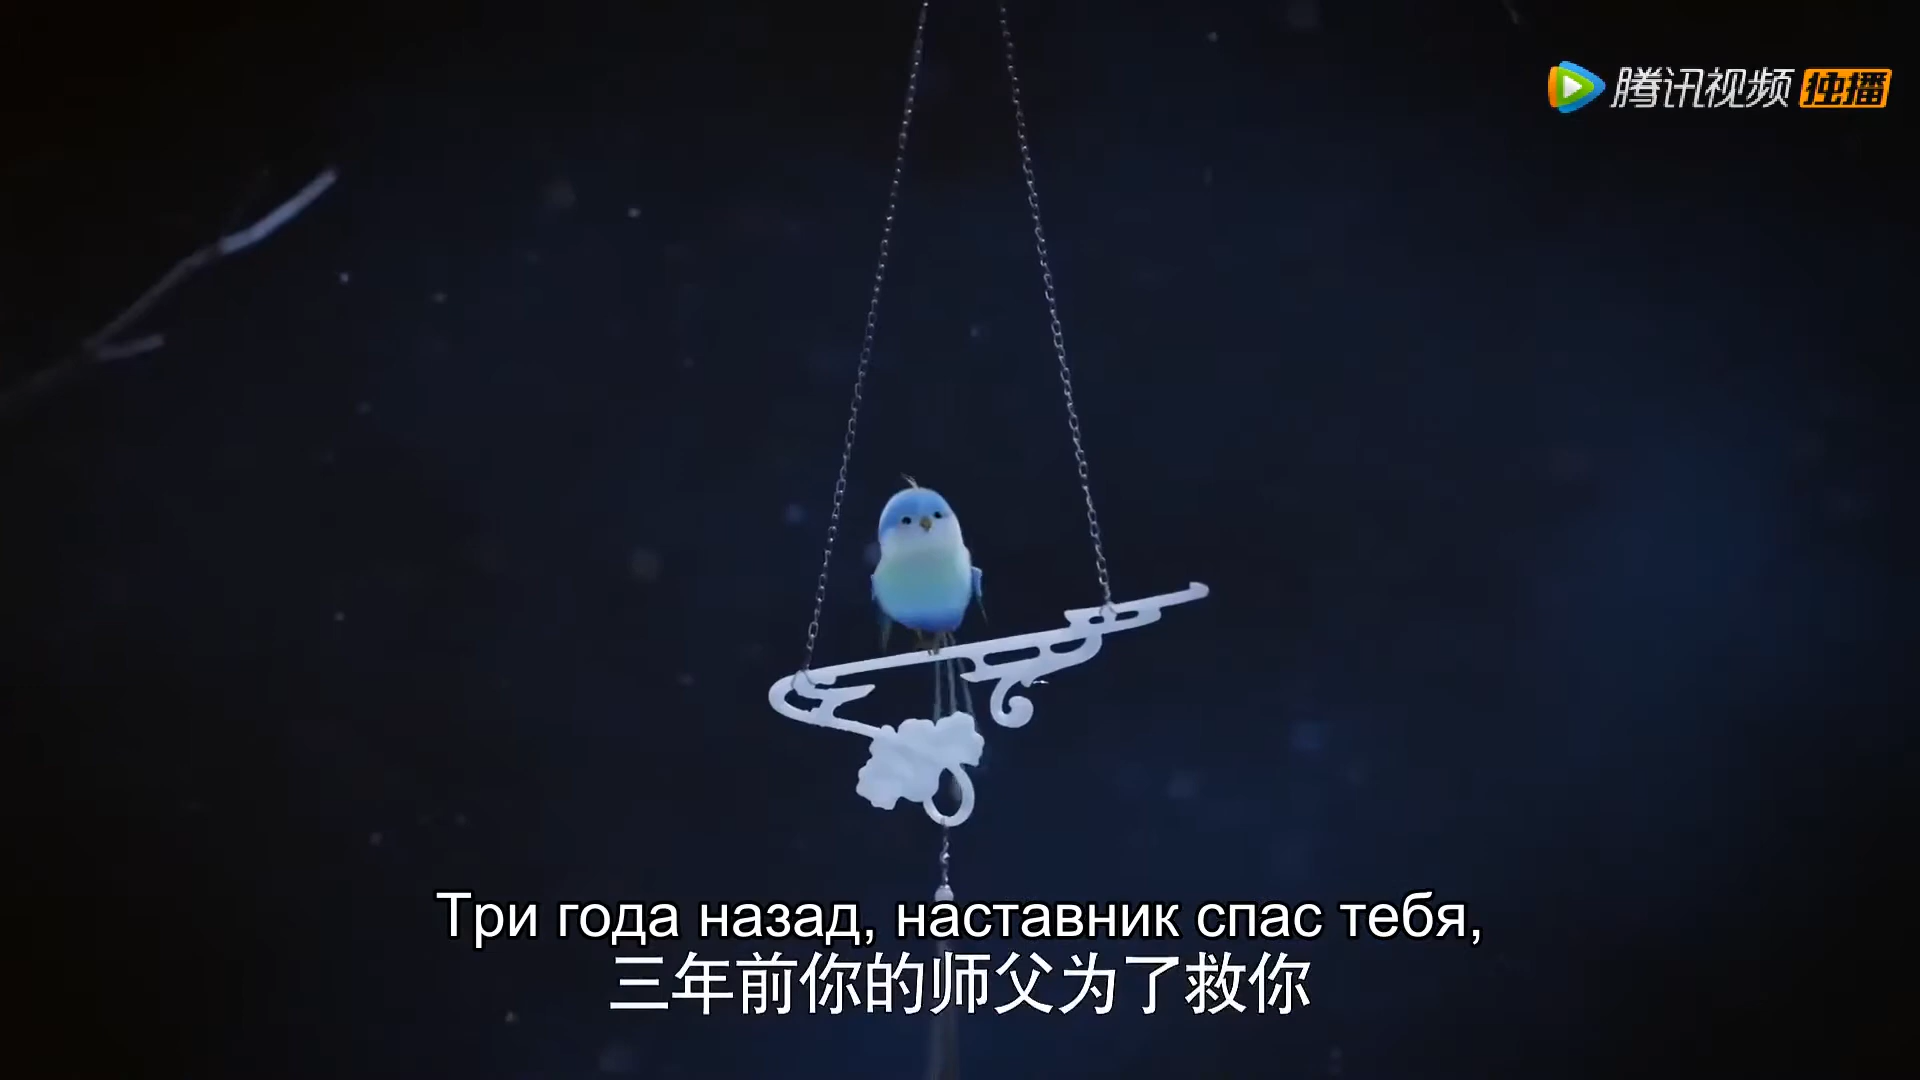 腾讯视频 独播
Три года назад, наставник спас тебя,
三年前你的师父为了救你